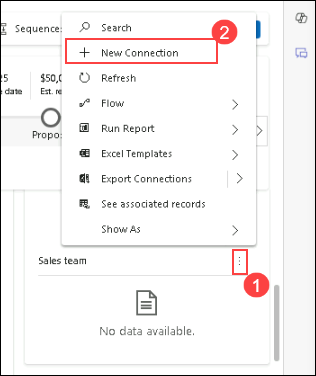 Sequence:
Search
2
New Connection
Refresh
25
$50,0
date
Est. re
Flow
Propo
Run Report
Excel Templates
Export Connections
See associated records
Show As
Sales team
1
No data available.